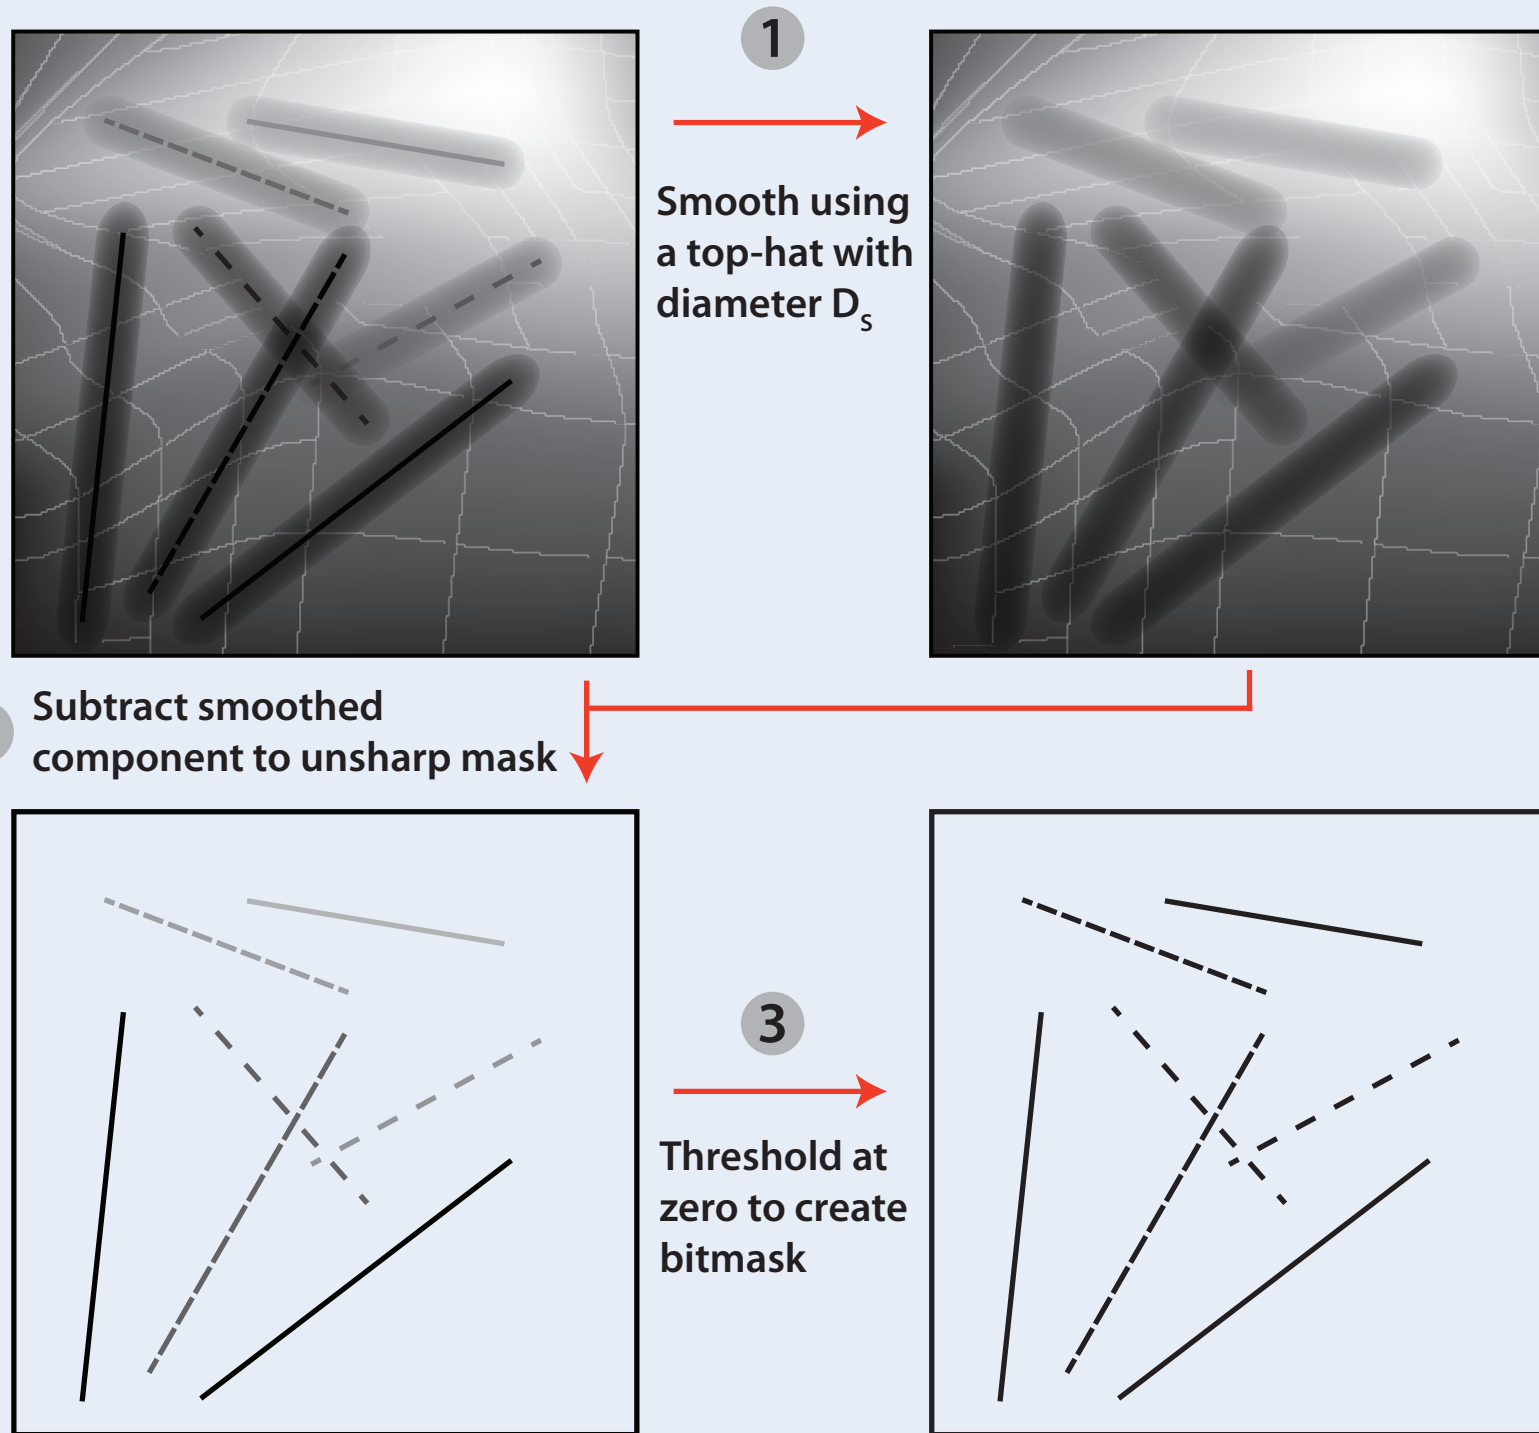 1
Smooth using
a top-hat with
diameter Dₛ
Subtract smoothed
component to unsharp mask
3
Threshold at
zero to create
bitmask